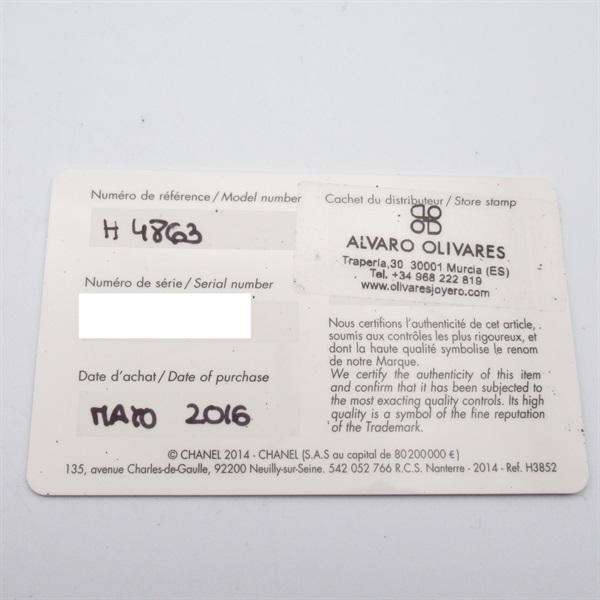 Numéro de référence / Model number
H 4863
Numéro de série / Serial number
Date d'achat / Date of purchase
MAYO 2016
Cachet du distributeur / Store stamp
ALVARO OLIVARES
Traperia,30 30001 Murcia (ES)
Tel. +34 968 222 819
www.olivaresjoyero.com
Nous certifions l'authenticité de cet article,
soumis aux contrôles les plus rigoureux, et
dont la haute qualité symbolise le renom
de notre Marque.
We certify the authenticity of this item
and confirm that it has been subjected to
the most exacting quality controls. Its high
quality is a symbol of the fine reputation
of the Trademark.
© CHANEL 2014 - CHANEL (S.A.S au capital de 80200000 €)
135, avenue Charles-de-Gaulle, 92200 Neuilly-sur-Seine. 542 052 766 R.C.S. Nanterre - 2014 - Ref. H3852